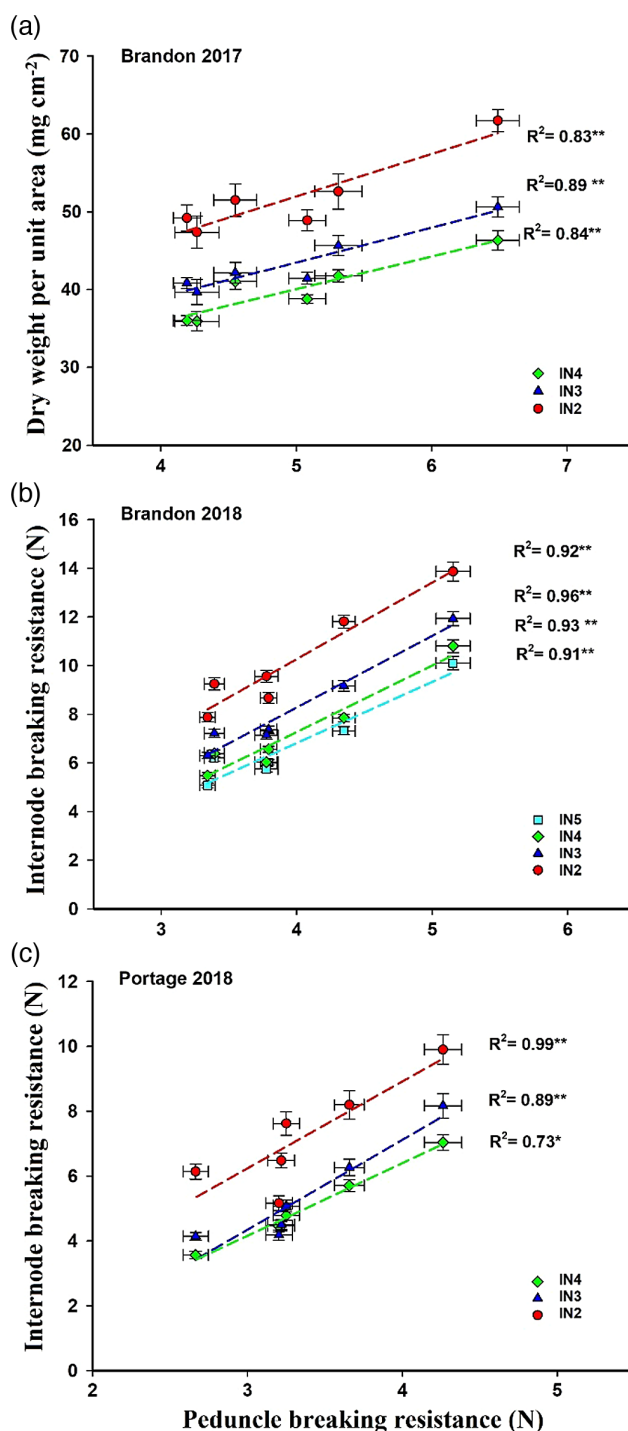 (a)
Brandon 2017
Dry weight per unit area (mg cm⁻²)
70
60
50
40
30
20
R²= 0.83**
R²=0.89 **
R²= 0.84**
IN4
IN3
IN2
4 5 6 7
(b)
Brandon 2018
Internode breaking resistance (N)
16
14
12
10
8
6
4
2
0
R²= 0.92**
R²= 0.96**
R²= 0.93 **
R²= 0.91**
IN5
IN4
IN3
IN2
3 4 5 6
(c)
Portage 2018
Internode breaking resistance (N)
12
10
8
6
4
2
0
R²= 0.99**
R²= 0.89**
R²= 0.73*
IN4
IN3
IN2
2 3 4 5
Peduncle breaking resistance (N)